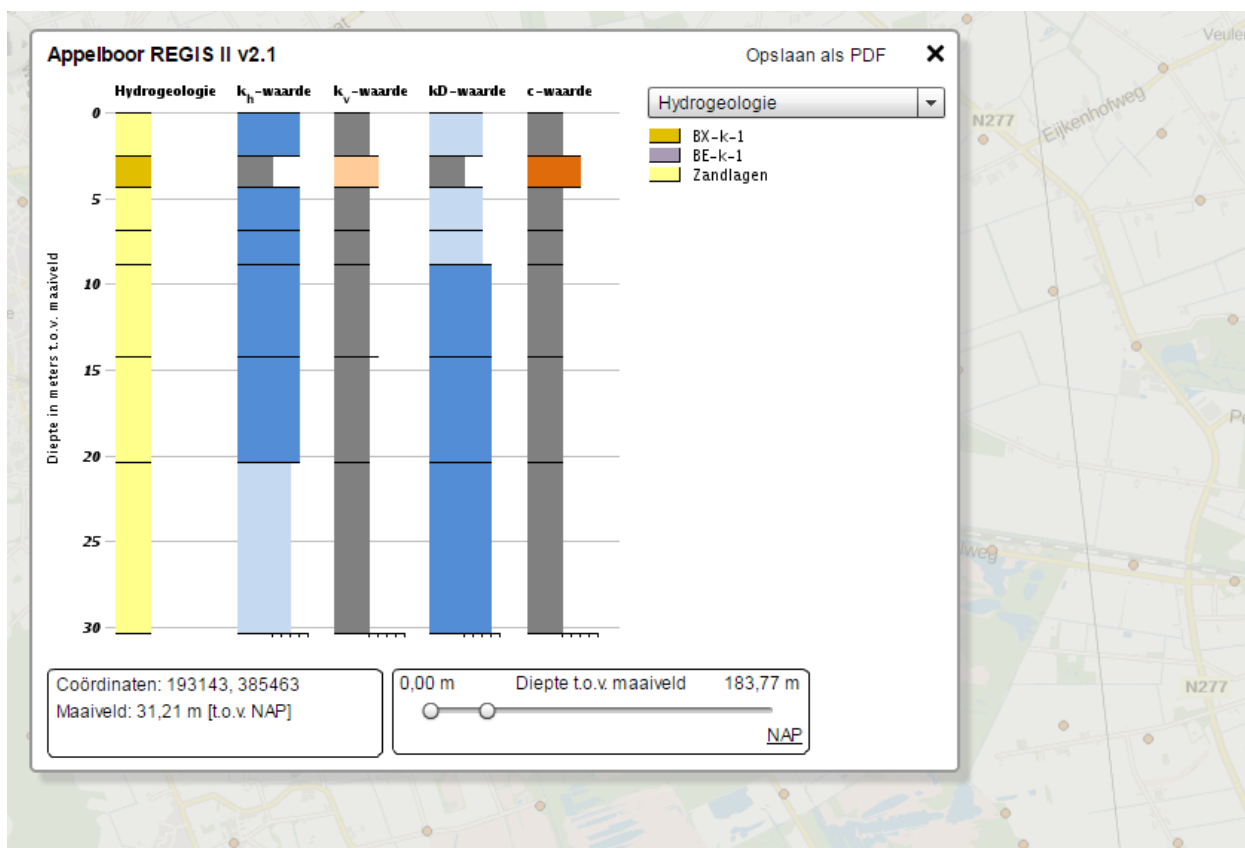 Appelboor REGIS II v2.1
Opslaan als PDF
Hydrogeologie
k_h-waarde
k_v-waarde
kD-waarde
c-waarde
Hydrogeologie
BX-k-1
BE-k-1
Zandlagen
Diepte in meters t.o.v. maaiveld
0
5
10
15
20
25
30
Coördinaten: 193143, 385463
Maaiveld: 31,21 m [t.o.v. NAP]
0,00 m
Diepte t.o.v. maaiveld
183,77 m
NAP
N277
Eijkenhofweg
N277